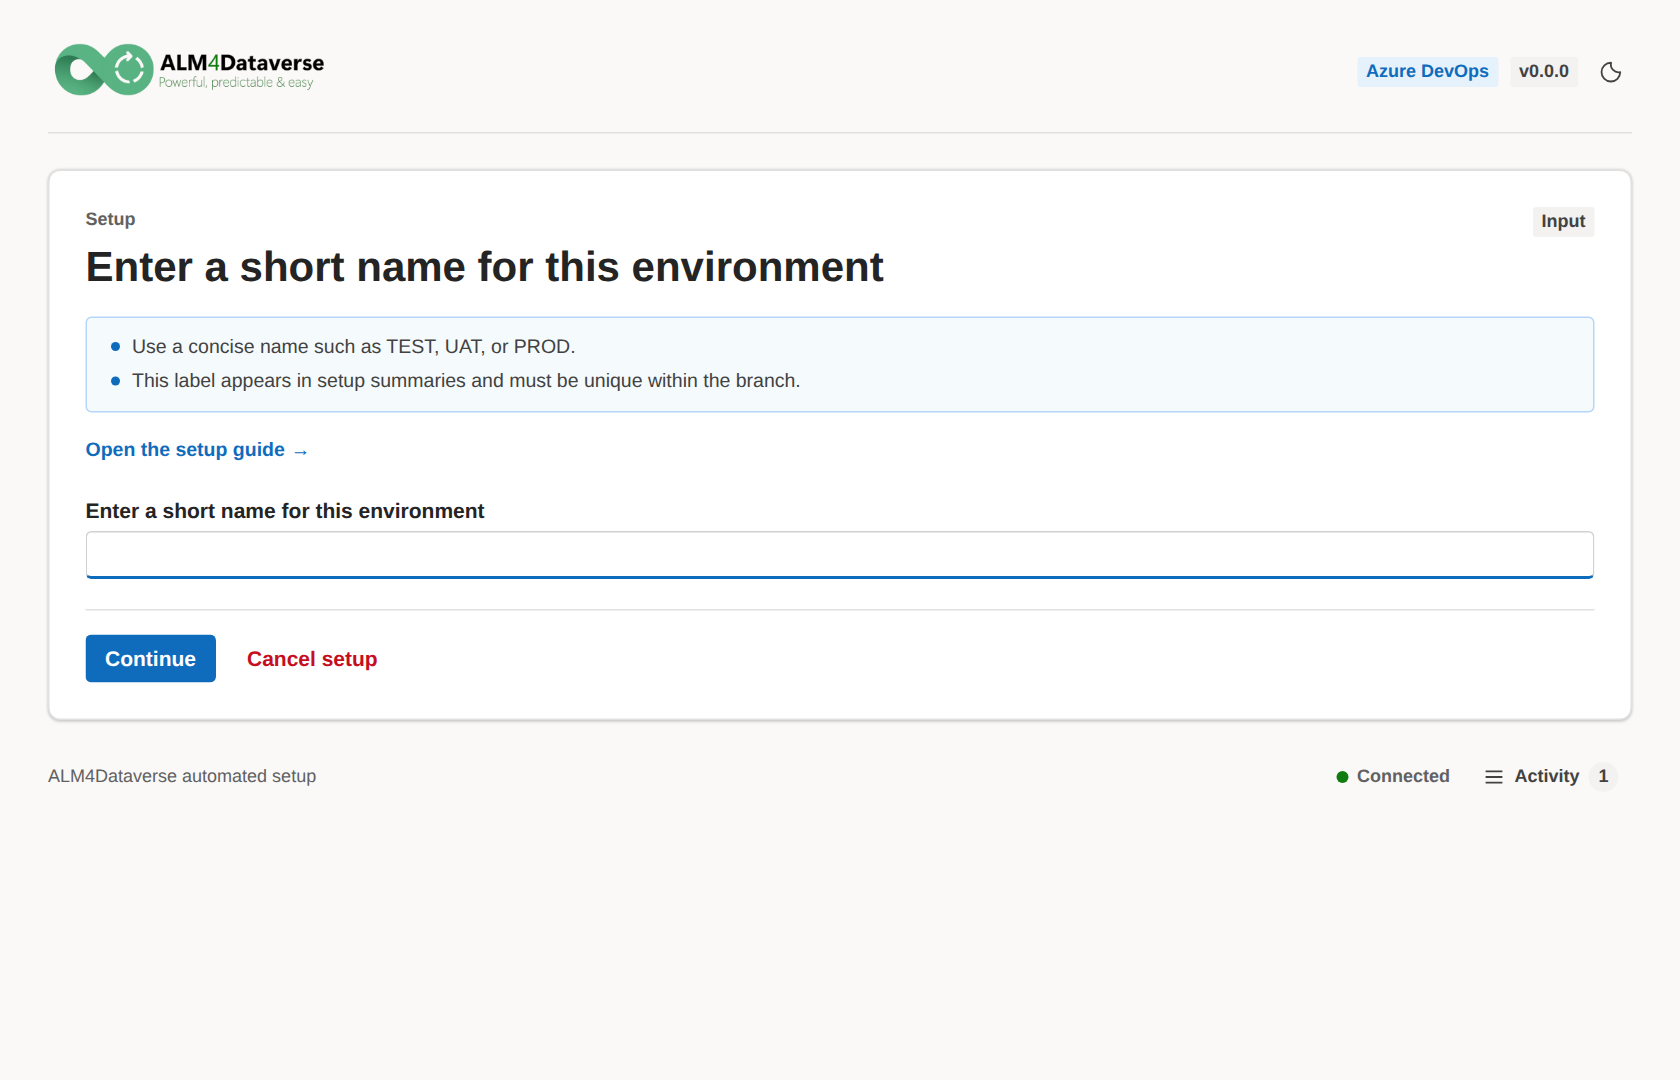 ALM4Dataverse
Powerful, predictable & easy
Azure DevOps
v0.0.0
Setup
Input
Enter a short name for this environment
Use a concise name such as TEST, UAT, or PROD.
This label appears in setup summaries and must be unique within the branch.
Open the setup guide →
Enter a short name for this environment
Continue
Cancel setup
ALM4Dataverse automated setup
Connected
Activity
1